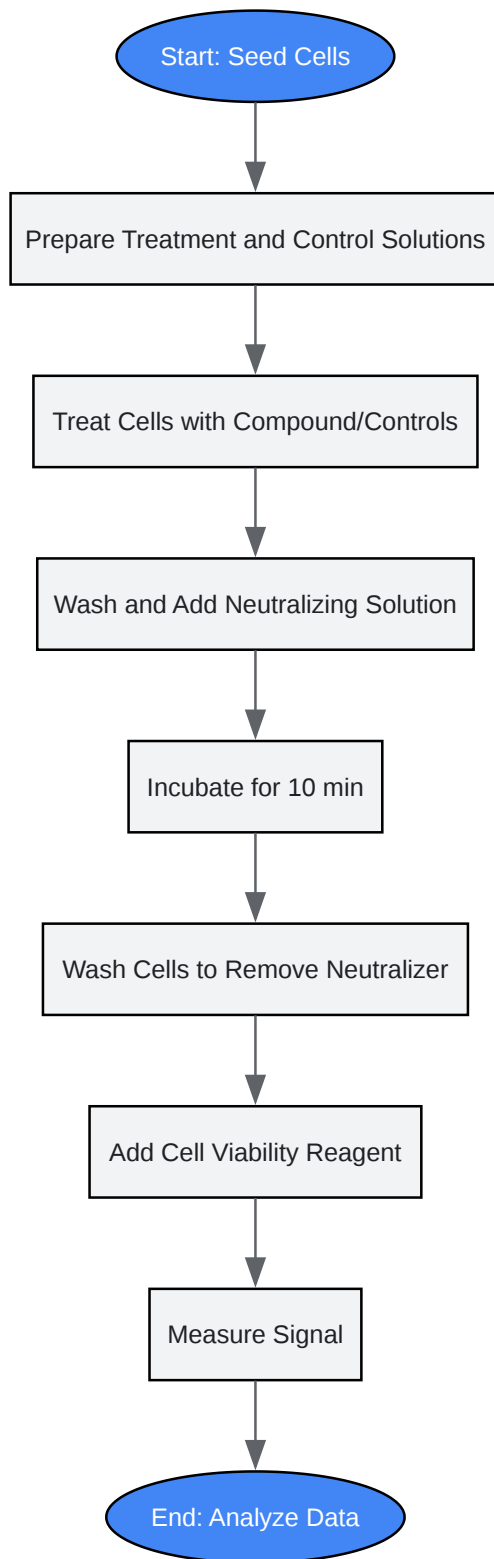 Start: Seed Cells
Prepare Treatment and Control Solutions
Treat Cells with Compound/Controls
Wash and Add Neutralizing Solution
Incubate for 10 min
Wash Cells to Remove Neutralizer
Add Cell Viability Reagent
Measure Signal
End: Analyze Data